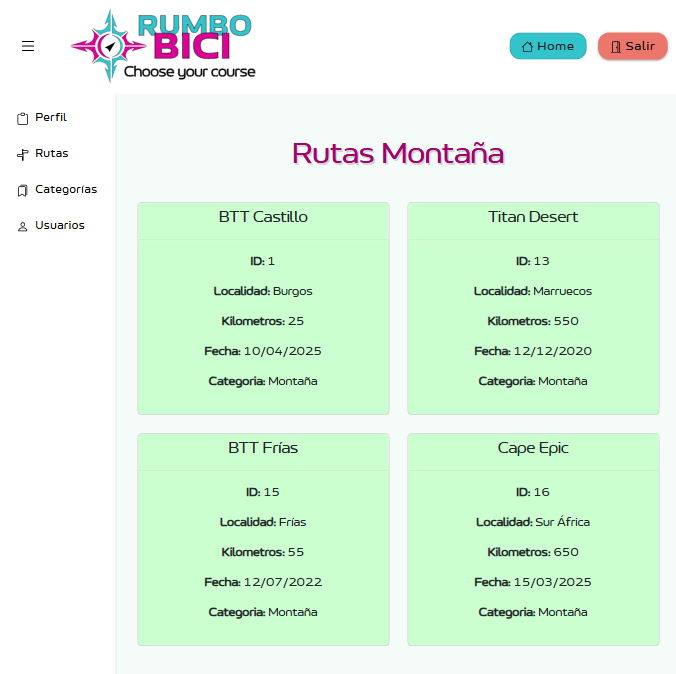 RUMBO
BICI
Choose your course
Home
Salir
Perfil
Rutas
Categorías
Usuarios
Rutas Montaña
BTT Castillo
ID: 1
Localidad: Burgos
Kilometros: 25
Fecha: 10/04/2025
Categoria: Montaña
Titan Desert
ID: 13
Localidad: Marruecos
Kilometros: 550
Fecha: 12/12/2020
Categoria: Montaña
BTT Frías
ID: 15
Localidad: Frías
Kilometros: 55
Fecha: 12/07/2022
Categoria: Montaña
Cape Epic
ID: 16
Localidad: Sur África
Kilometros: 650
Fecha: 15/03/2025
Categoria: Montaña